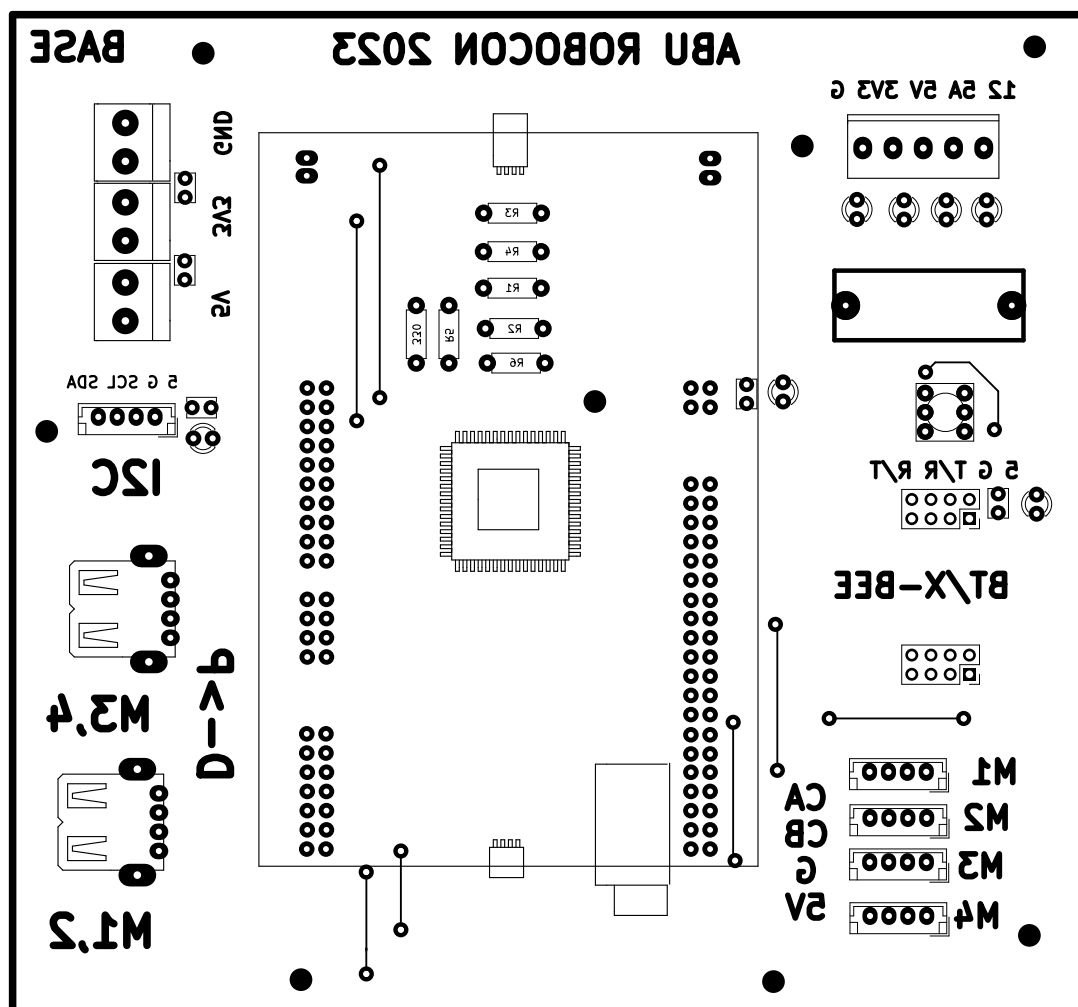 BASE
ABU ROBOCON 2023
12 5A 5V 3V3 G
GND
3V3
5V
R3
R4
R1
R2
R6
330
R5
5 G SCL SDA
I2C
5 G T/R R/T
BT/X-BEE
M3,4
D->P
M1,2
CA
CB
G
5V
M1
M2
M3
M4